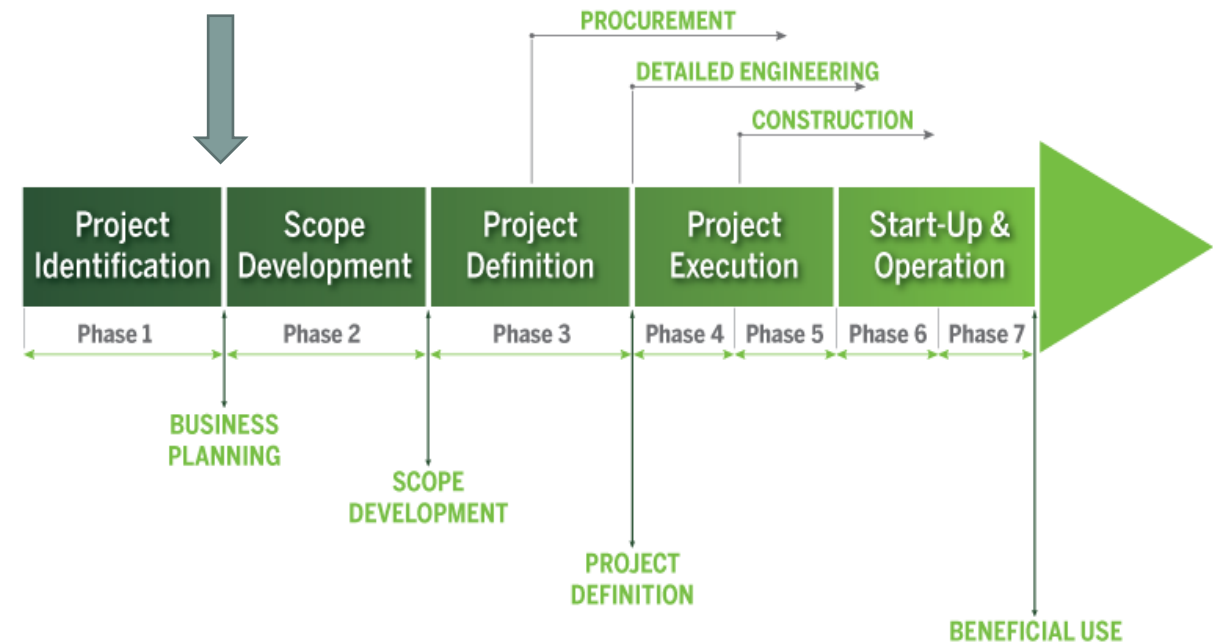 PROCUREMENT
DETAILED ENGINEERING
CONSTRUCTION
Project
Identification
Scope
Development
Project
Definition
Project
Execution
Start-Up &
Operation
Phase 1
Phase 2
Phase 3
Phase 4
Phase 5
Phase 6
Phase 7
BUSINESS
PLANNING
SCOPE
DEVELOPMENT
PROJECT
DEFINITION
BENEFICIAL USE